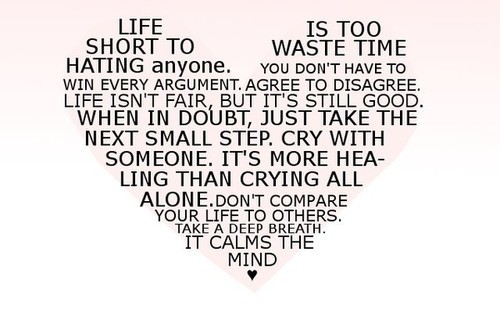 LIFE IS TOO
SHORT TO WASTE TIME
HATING anyone. YOU DON'T HAVE TO
WIN EVERY ARGUMENT. AGREE TO DISAGREE.
LIFE ISN'T FAIR, BUT IT'S STILL GOOD.
WHEN IN DOUBT, JUST TAKE THE
NEXT SMALL STEP. CRY WITH
SOMEONE. IT'S MORE HEA-
LING THAN CRYING ALL
ALONE.DON'T COMPARE
YOUR LIFE TO OTHERS.
TAKE A DEEP BREATH.
IT CALMS THE
MIND
♥